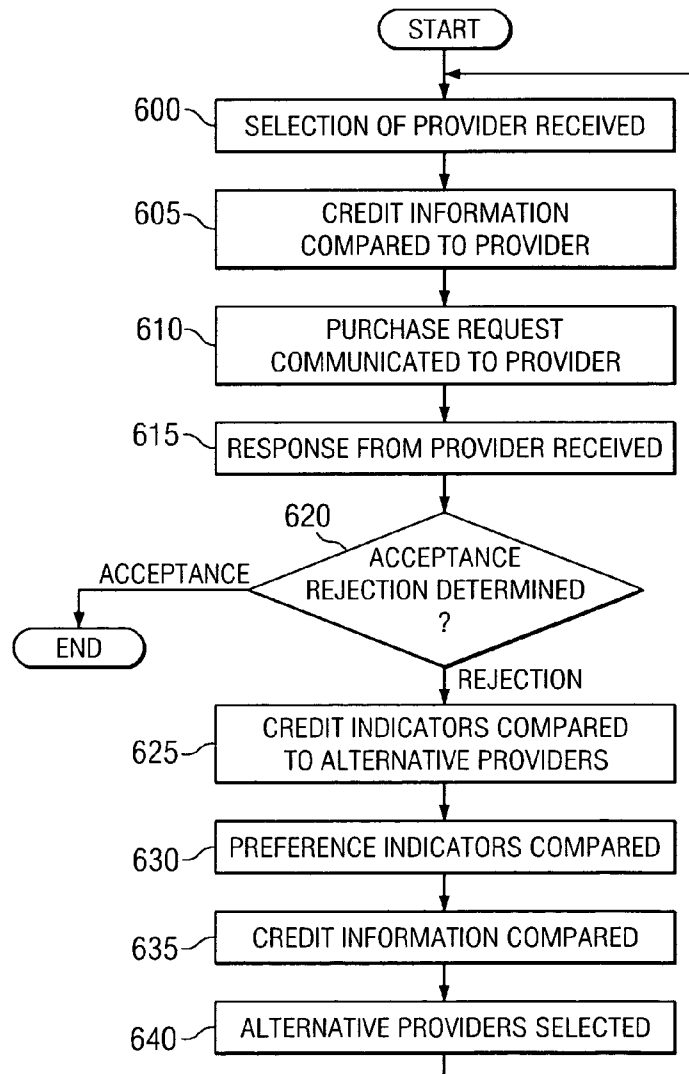 START
600
SELECTION OF PROVIDER RECEIVED
605
CREDIT INFORMATION
COMPARED TO PROVIDER
610
PURCHASE REQUEST
COMMUNICATED TO PROVIDER
615
RESPONSE FROM PROVIDER RECEIVED
620
ACCEPTANCE
REJECTION DETERMINED
?
ACCEPTANCE
END
REJECTION
625
CREDIT INDICATORS COMPARED
TO ALTERNATIVE PROVIDERS
630
PREFERENCE INDICATORS COMPARED
635
CREDIT INFORMATION COMPARED
640
ALTERNATIVE PROVIDERS SELECTED